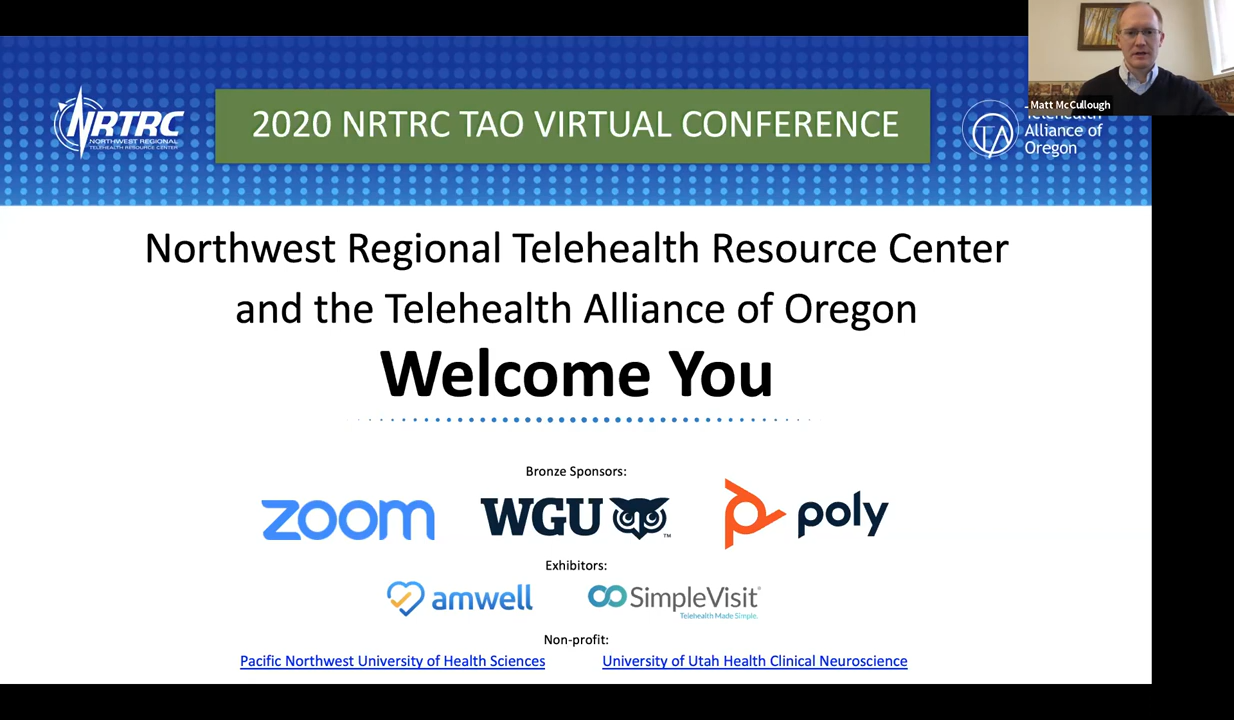 NRTRC
NORTHWEST REGIONAL
TELEHEALTH RESOURCE CENTER
2020 NRTRC TAO VIRTUAL CONFERENCE
Matt McCullough
TA
Telehealth
Alliance of
Oregon
Northwest Regional Telehealth Resource Center
and the Telehealth Alliance of Oregon
Welcome You
Bronze Sponsors:
zoom
WGU
TM
poly
Exhibitors:
amwell
SimpleVisit®
Telehealth Made Simple.
Non-profit:
Pacific Northwest University of Health Sciences
University of Utah Health Clinical Neuroscience